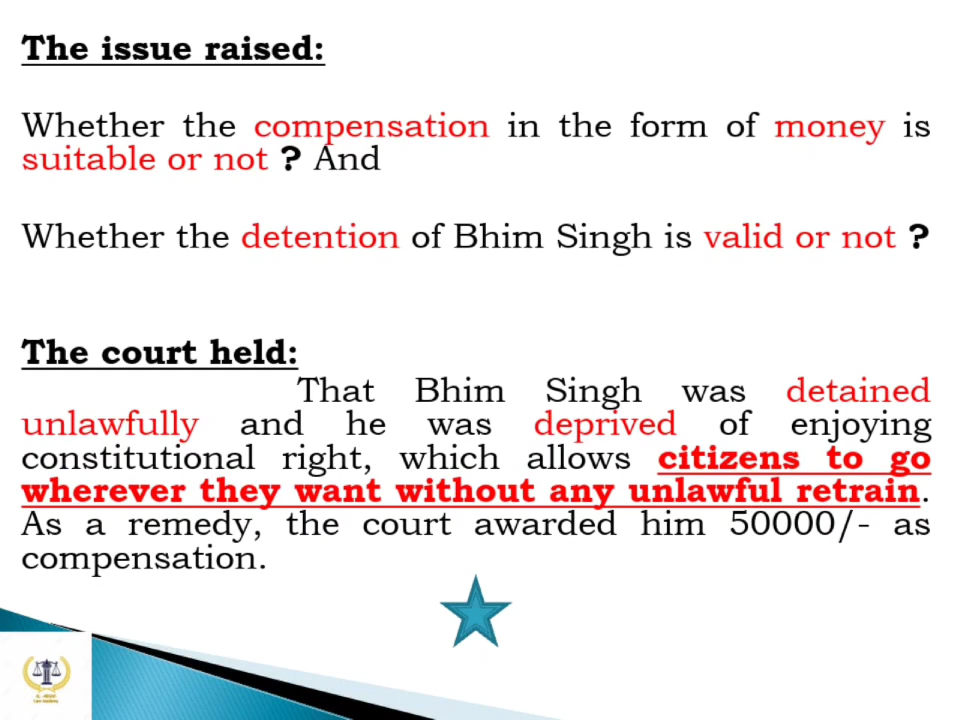 The issue raised:
Whether the compensation in the form of money is
suitable or not ? And
Whether the detention of Bhim Singh is valid or not ?
The court held:
That Bhim Singh was detained
unlawfully and he was deprived of enjoying
constitutional right, which allows citizens to go
wherever they want without any unlawful retrain.
As a remedy, the court awarded him 50000/- as
compensation.